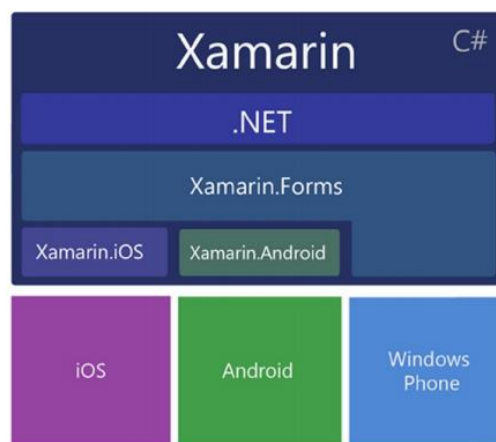 Xamarin
C#
.NET
Xamarin.Forms
Xamarin.iOS
Xamarin.Android
iOS
Android
Windows
Phone